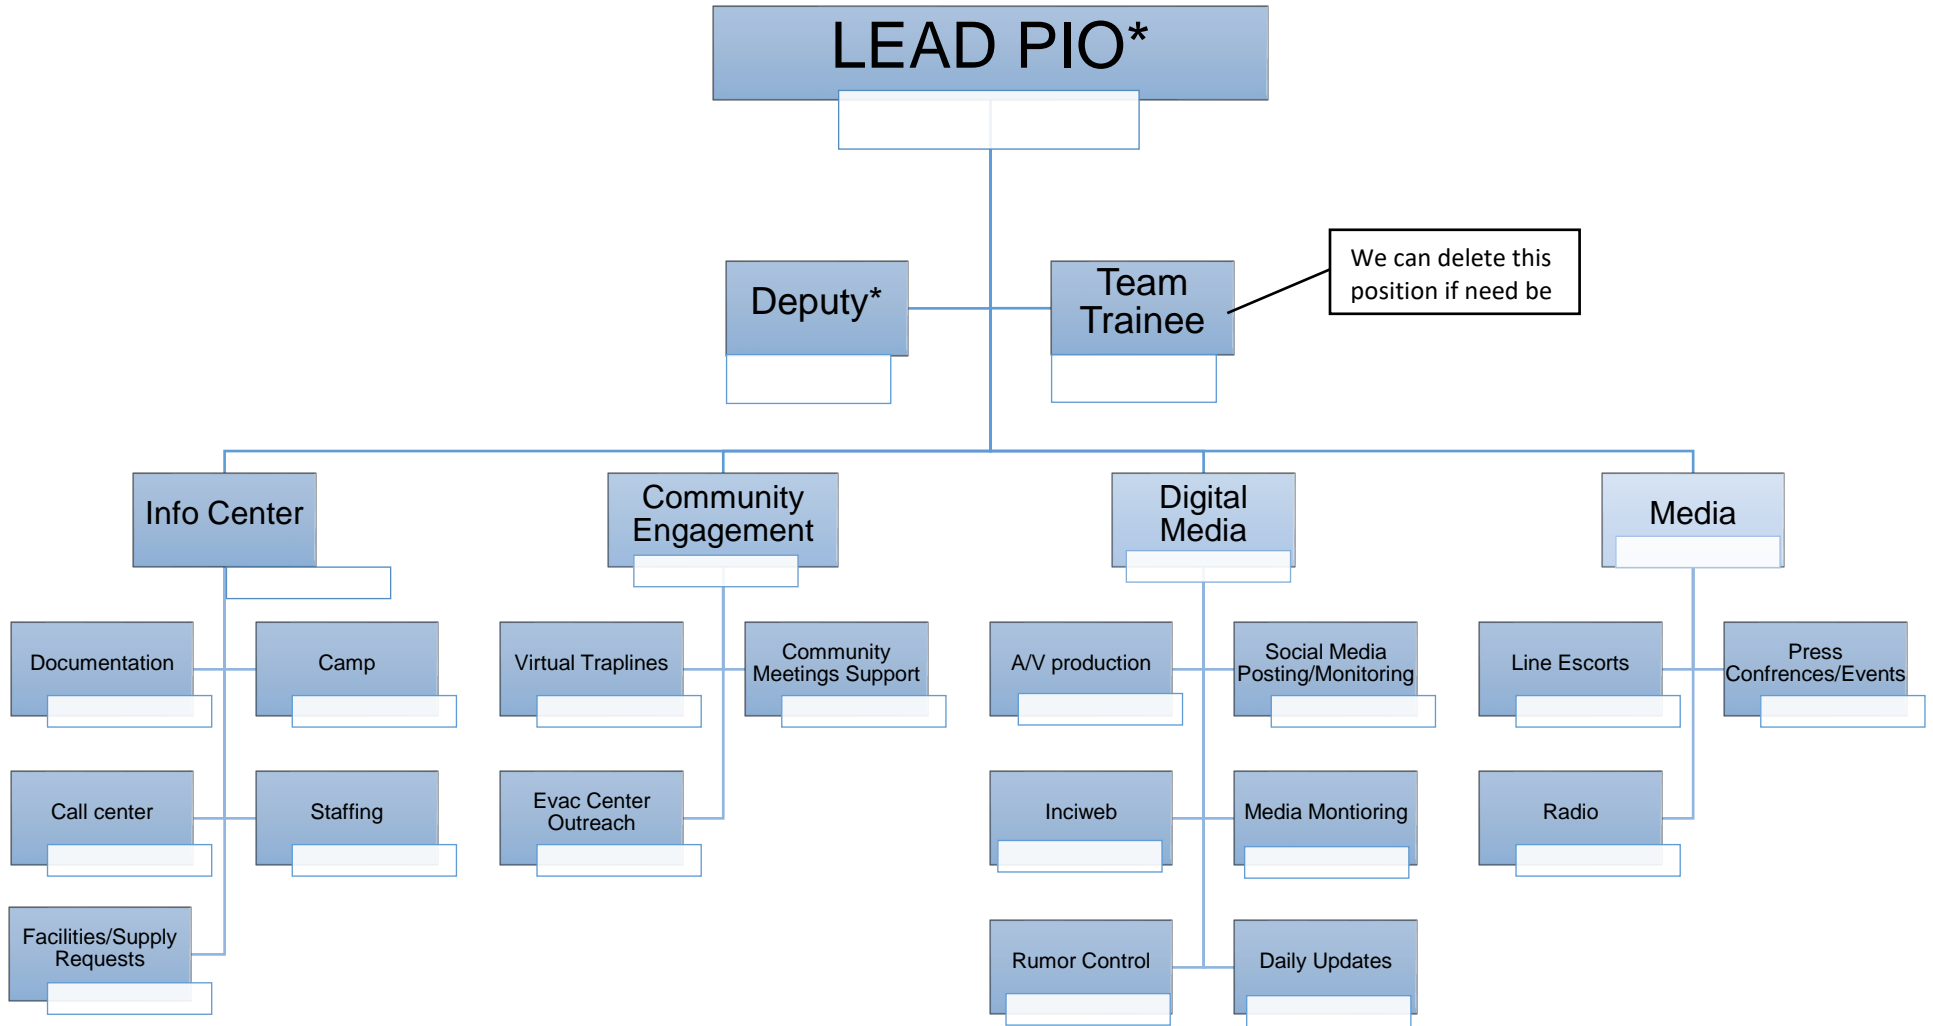 LEAD PIO*
Deputy*
Team
Trainee
We can delete this
position if need be
Info Center
Community
Engagement
Digital
Media
Media
Documentation
Camp
Virtual Traplines
Community
Meetings Support
A/V production
Social Media
Posting/Monitoring
Line Escorts
Press
Confrences/Events
Call center
Staffing
Evac Center
Outreach
Inciweb
Media Montioring
Radio
Facilities/Supply
Requests
Rumor Control
Daily Updates